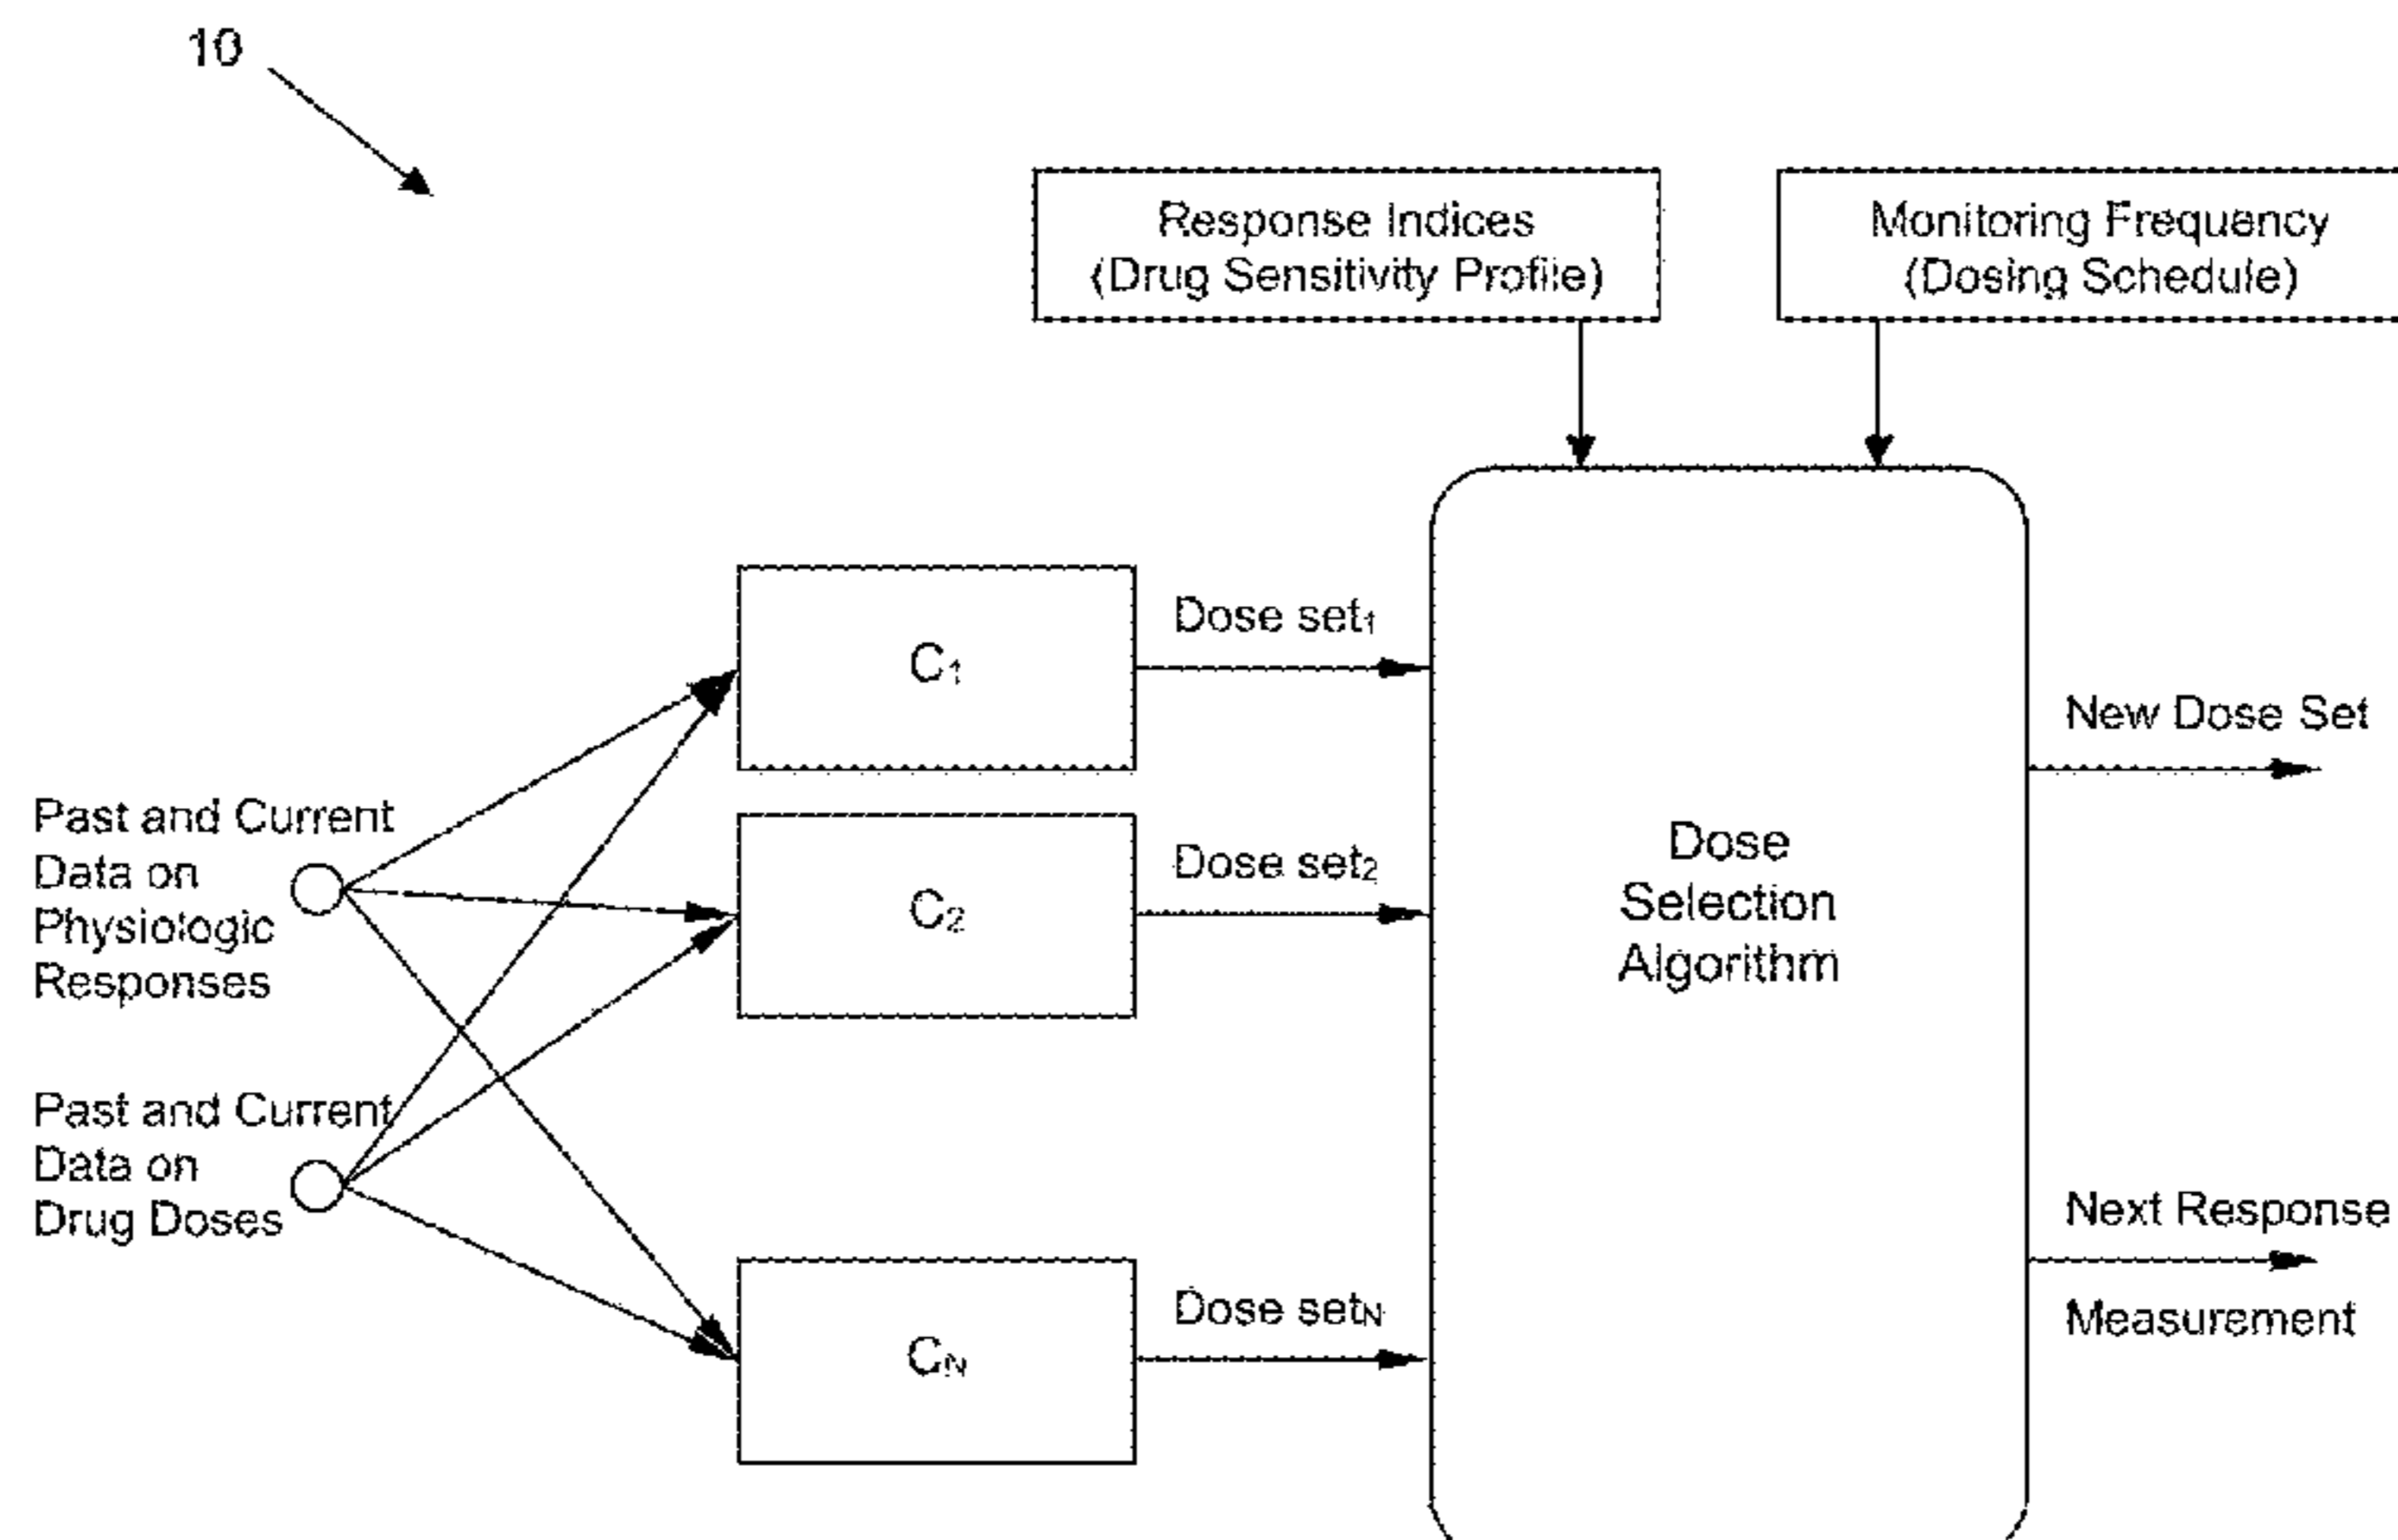 10
Response Indices
(Drug Sensitivity Profile)
Monitoring Frequency
(Dosing Schedule)
C₁
Dose set₁
C₂
Dose set₂
Cₙ
Dose setₙ
Past and Current
Data on
Physiologic
Responses
Past and Current
Data on
Drug Doses
Dose
Selection
Algorithm
New Dose Set
Next Response
Measurement